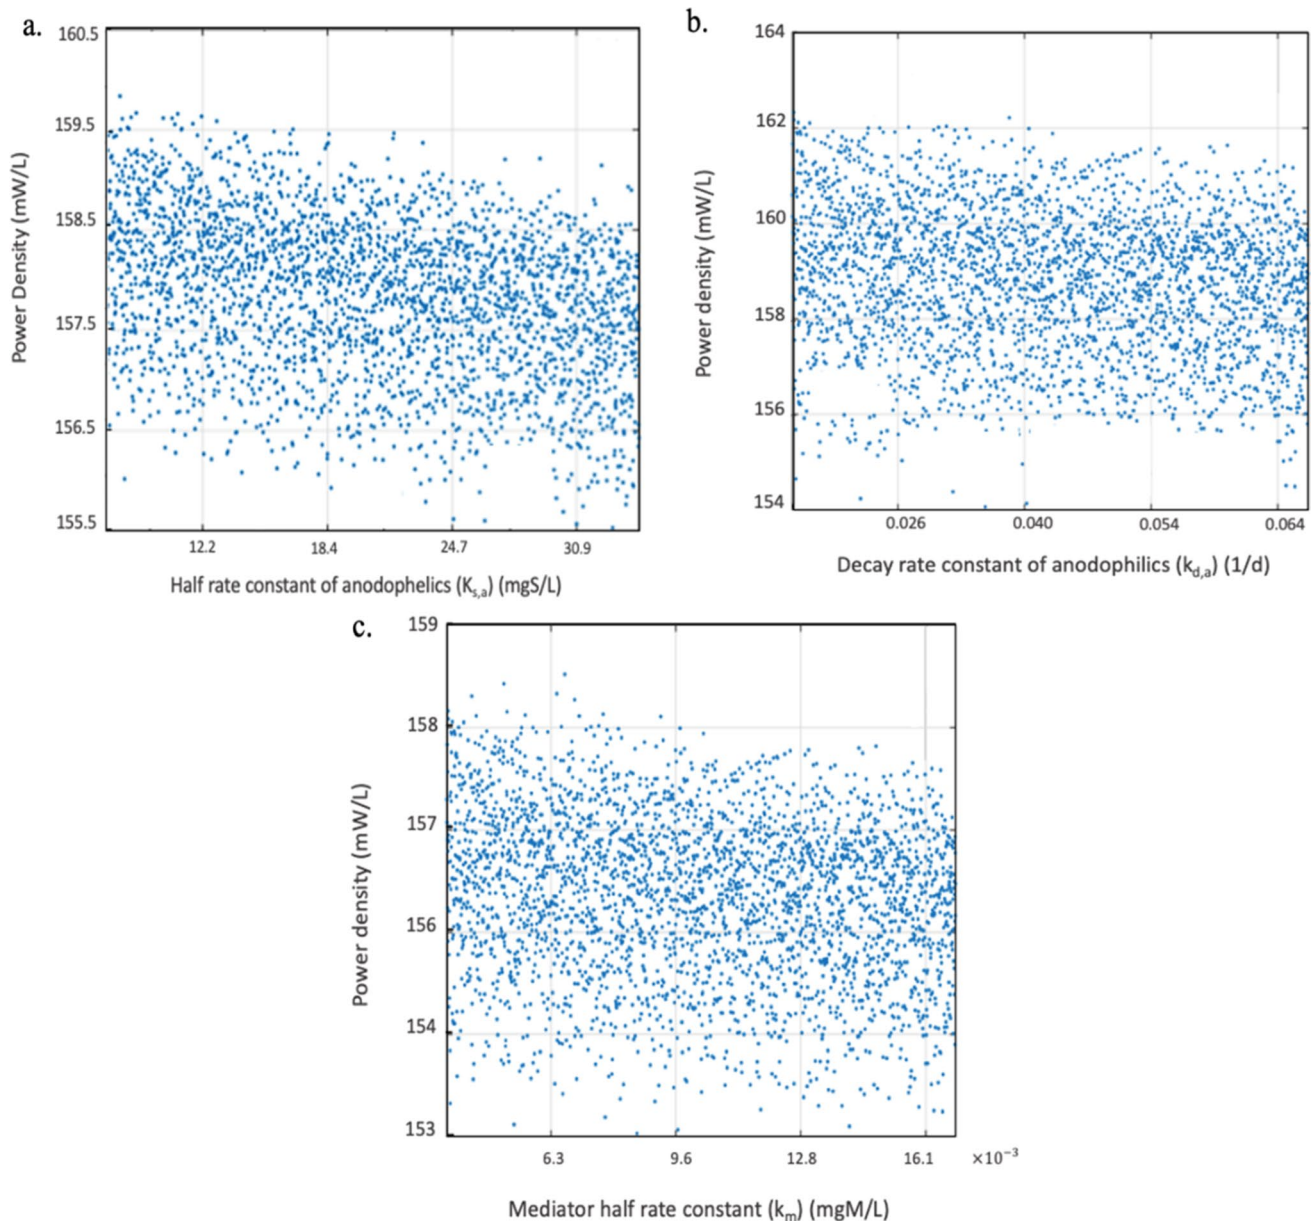 a.
160.5
159.5
158.5
157.5
156.5
155.5
Power Density (mW/L)
12.2 18.4 24.7 30.9
Half rate constant of anodophelics (Ks,a) (mgS/L)
b.
164
162
160
158
156
154
Power density (mW/L)
0.026 0.040 0.054 0.064
Decay rate constant of anodophilics (kd,a) (1/d)
c.
159
158
157
156
154
153
Power density (mW/L)
6.3 9.6 12.8 16.1 ×10⁻³
Mediator half rate constant (km) (mgM/L)